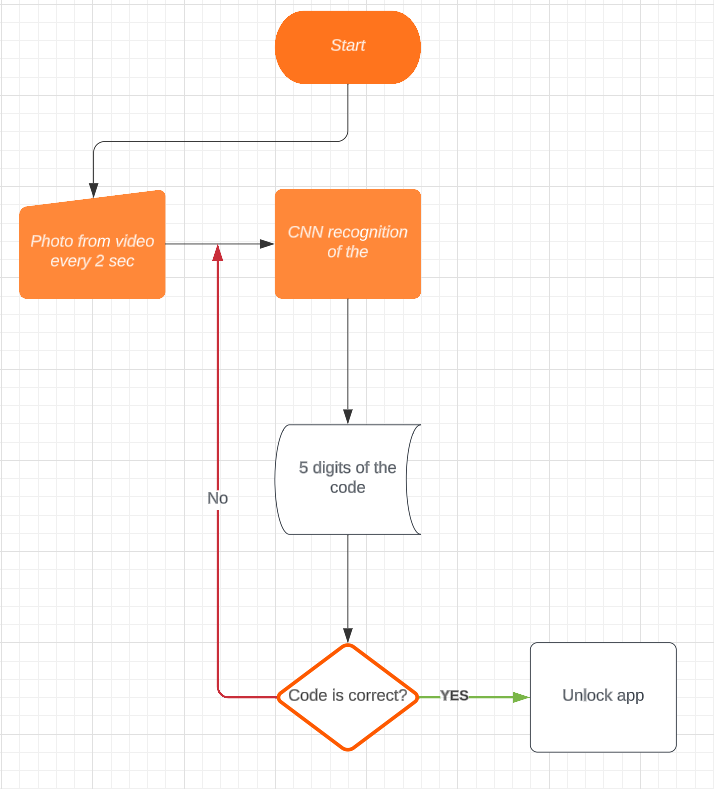 Start
Photo from video
every 2 sec
CNN recognition
of the
5 digits of the
code
No
Code is correct?
YES
Unlock app